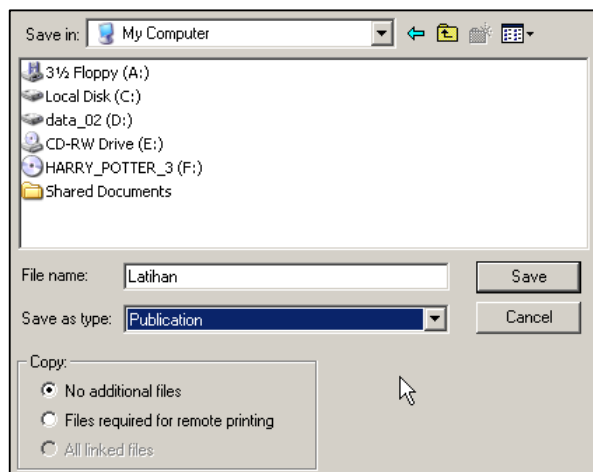 Save in: My Computer
3½ Floppy (A:)
Local Disk (C:)
data_02 (D:)
CD-RW Drive (E:)
HARRY_POTTER_3 (F:)
Shared Documents
File name: Latihan Save
Save as type: Publication Cancel
Copy:
No additional files
Files required for remote printing
All linked files